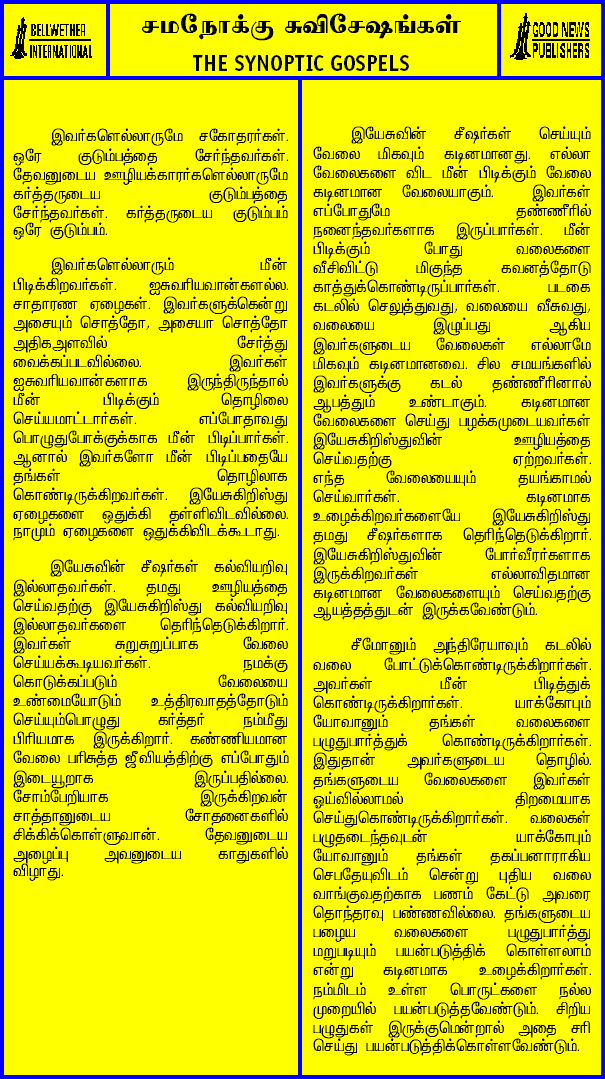 BELLWETHER
INTERNATIONAL
சமநோக்கு சுவிசேஷங்கள்
THE SYNOPTIC GOSPELS
GOOD NEWS
PUBLISHERS
இவர்களெல்லாருமே சகோதரர்கள்.
ஒரே குடும்பத்தை சேர்ந்தவர்கள்.
தேவனுடைய ஊழியக்காரர்களெல்லாருமே
கர்த்தருடைய குடும்பத்தை
சேர்ந்தவர்கள். கர்த்தருடைய குடும்பம்
ஒரே குடும்பம்.
இவர்களெல்லாரும் மீன்
பிடிக்கிறவர்கள். ஐசுவரியவான்களல்ல.
சாதாரண ஏழைகள். இவர்களுக்கென்று
அசையும் சொத்தோ, அசையா சொத்தோ
அதிகஅளவில் சேர்த்து
வைக்கப்படவில்லை. இவர்கள்
ஐசுவரியவான்களாக இருந்திருந்தால்
மீன் பிடிக்கும் தொழிலை
செய்யமாட்டார்கள். எப்போதாவது
பொழுதுபோக்குக்காக மீன் பிடிப்பார்கள்.
ஆனால் இவர்களோ மீன் பிடிப்பதையே
தங்கள் தொழிலாக
கொண்டிருக்கிறவர்கள். இயேசுகிறிஸ்து
ஏழைகளை ஒதுக்கி தள்ளிவிடவில்லை.
நாமும் ஏழைகளை ஒதுக்கிவிடக்கூடாது.
இயேசுவின் சீஷர்கள் கல்வியறிவு
இல்லாதவர்கள். தமது ஊழியத்தை
செய்வதற்கு இயேசுகிறிஸ்து கல்வியறிவு
இல்லாதவர்களை தெரிந்தெடுக்கிறார்.
இவர்கள் சுறுசுறுப்பாக வேலை
செய்யக்கூடியவர்கள். நமக்கு
கொடுக்கப்படும் வேலையை
உண்மையோடும் உத்திரவாதத்தோடும்
செய்யும்பொழுது கர்த்தர் நம்மீது
பிரியமாக இருக்கிறார். கண்ணியமான
வேலை பரிசுத்த ஜீவியத்திற்கு எப்போதும்
இடையூறாக இருப்பதில்லை.
சோம்பேறியாக இருக்கிறவன்
சாத்தானுடைய சோதனைகளில்
சிக்கிக்கொள்ளுவான். தேவனுடைய
அழைப்பு அவனுடைய காதுகளில்
விழாது.
இயேசுவின் சீஷர்கள் செய்யும்
வேலை மிகவும் கடினமானது. எல்லா
வேலைகளை விட மீன் பிடிக்கும் வேலை
கடினமான வேலையாகும். இவர்கள்
எப்போதுமே தண்ணீரில்
நனைந்தவர்களாக இருப்பார்கள். மீன்
பிடிக்கும் போது வலைகளை
வீசிவிட்டு மிகுந்த கவனத்தோடு
காத்துக்கொண்டிருப்பார்கள். படகை
கடலில் செலுத்துவது, வலையை வீசுவது,
வலையை இழுப்பது ஆகிய
இவர்களுடைய வேலைகள் எல்லாமே
மிகவும் கடினமானவை. சில சமயங்களில்
இவர்களுக்கு கடல் தண்ணீரினால்
ஆபத்தும் உண்டாகும். கடினமான
வேலைகளை செய்து பழக்கமுடையவர்கள்
இயேசுகிறிஸ்துவின் ஊழியத்தை
செய்வதற்கு ஏற்றவர்கள்.
எந்த வேலையையும் தயங்காமல்
செய்வார்கள். கடினமாக
உழைக்கிறவர்களையே இயேசுகிறிஸ்து
தமது சீஷர்களாக தெரிந்தெடுக்கிறார்.
இயேசுகிறிஸ்துவின் போர்வீரர்களாக
இருக்கிறவர்கள் எல்லாவிதமான
கடினமான வேலைகளையும் செய்வதற்கு
ஆயத்தத்துடன் இருக்கவேண்டும்.
சீமோனும் அந்திரேயாவும் கடலில்
வலை போட்டுக்கொண்டிருக்கிறார்கள்.
அவர்கள் மீன் பிடித்துக்
கொண்டிருக்கிறார்கள். யாக்கோபும்
யோவானும் தங்கள் வலைகளை
பழுதுபார்த்துக் கொண்டிருக்கிறார்கள்.
இதுதான் அவர்களுடைய தொழில்.
தங்களுடைய வேலைகளை இவர்கள்
ஓய்வில்லாமல் திறமையாக
செய்துகொண்டிருக்கிறார்கள். வலைகள்
பழுதடைந்தவுடன் யாக்கோபும்
யோவானும் தங்கள் தகப்பனாராகிய
செபதேயுவிடம் சென்று புதிய வலை
வாங்குவதற்காக பணம் கேட்டு அவரை
தொந்தரவு பண்ணவில்லை. தங்களுடைய
பழைய வலைகளை பழுதுபார்த்து
மறுபடியும் பயன்படுத்திக் கொள்ளலாம்
என்று கடினமாக உழைக்கிறார்கள்.
நம்மிடம் உள்ள பொருட்களை நல்ல
முறையில் பயன்படுத்தவேண்டும். சிறிய
பழுதுகள் இருக்குமென்றால் அதை சரி
செய்து பயன்படுத்திக்கொள்ளவேண்டும்.